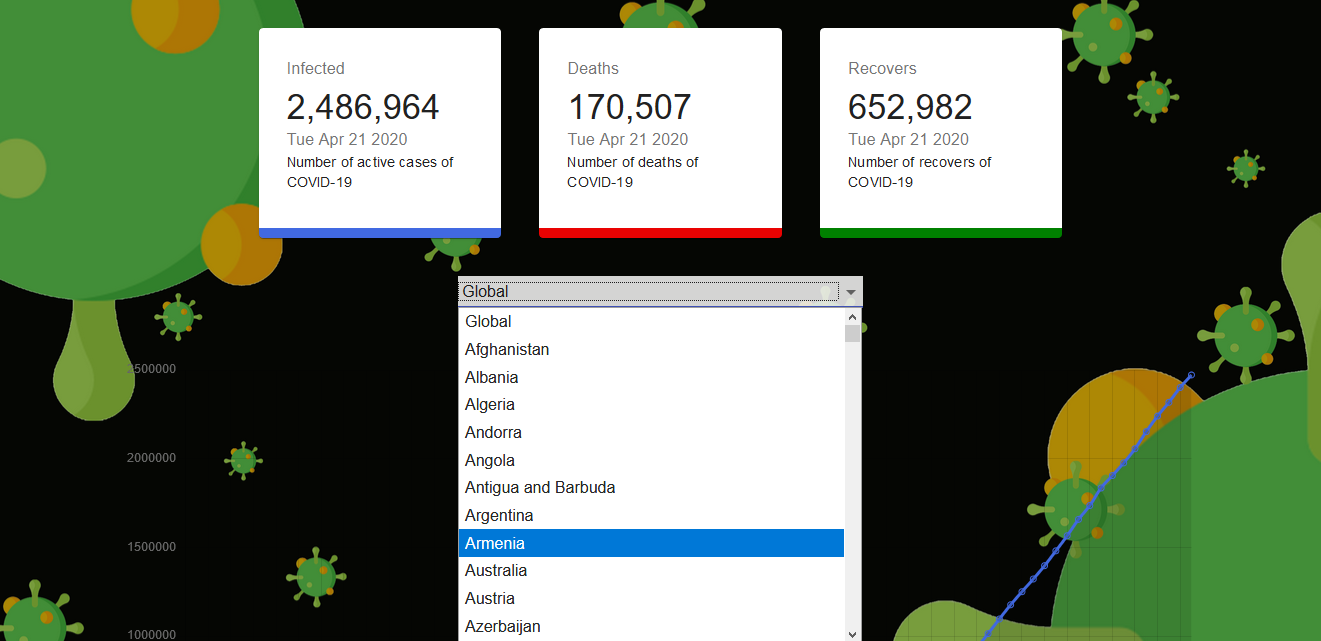 Infected
2,486,964
Tue Apr 21 2020
Number of active cases of
COVID-19
Deaths
170,507
Tue Apr 21 2020
Number of deaths of
COVID-19
Recovers
652,982
Tue Apr 21 2020
Number of recovers of
COVID-19
Global
Global
Afghanistan
Albania
Algeria
Andorra
Angola
Antigua and Barbuda
Argentina
Armenia
Australia
Austria
Azerbaijan
2500000
2000000
1500000
1000000